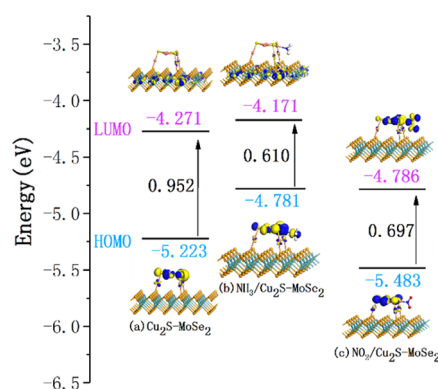 -3.5
-4.0
-4.5
-5.0
-5.5
-6.0
-6.5
Energy(eV)
LUMO
HOMO
-4.271
0.952
-5.223
(a)Cu₂S-MoSe₂
-4.171
0.610
-4.781
(b)NH₃/Cu₂S-MoSe₂
-4.786
0.697
-5.483
(c)NO₂/Cu₂S-MoSe₂